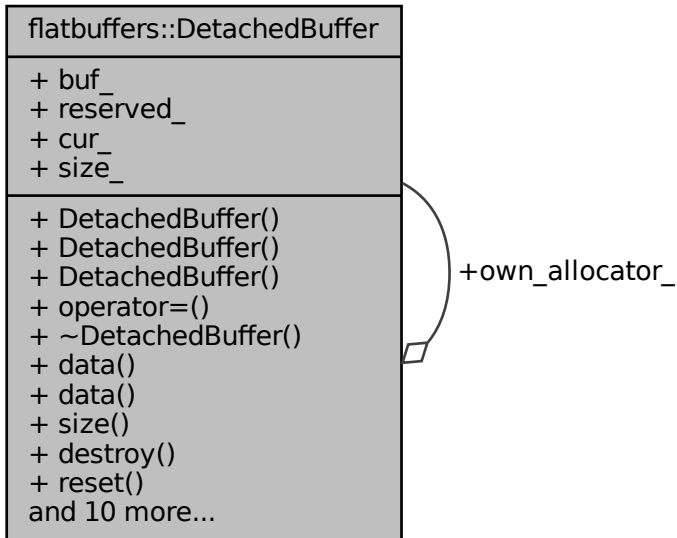 flatbuffers::DetachedBuffer
+ buf_
+ reserved_
+ cur_
+ size_
+ DetachedBuffer()
+ DetachedBuffer()
+ DetachedBuffer()
+ operator=()
+ ~DetachedBuffer()
+ data()
+ data()
+ size()
+ destroy()
+ reset()
and 10 more...
+own_allocator_